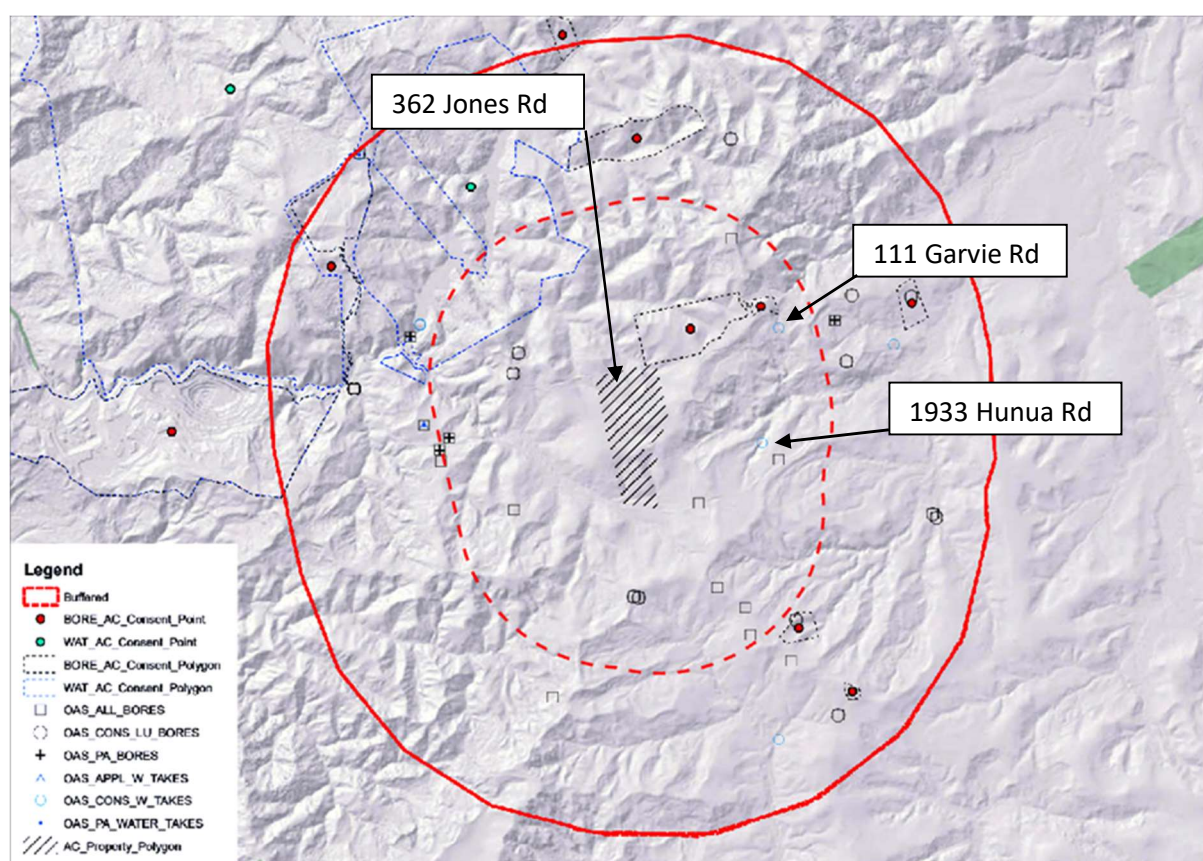 362 Jones Rd
111 Garvie Rd
1933 Hunua Rd
Legend
Buffered
BORE_AC_Consent_Point
WAT_AC_Consent_Point
BORE_AC_Consent_Polygon
WAT_AC_Consent_Polygon
OAS_ALL_BORES
OAS_CONS_LU_BORES
OAS_PA_BORES
OAS_APPL_W_TAKES
OAS_CONS_W_TAKES
OAS_PA_WATER_TAKES
AC_Property_Polygon